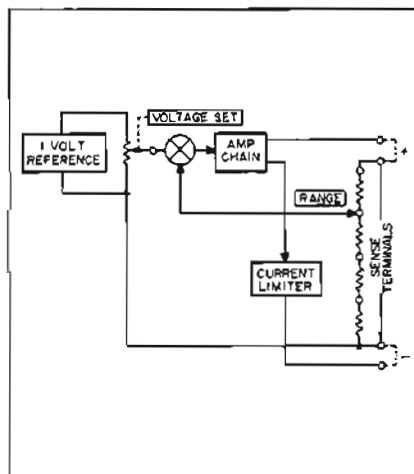 VOLTAGE SET
1 VOLT
REFERENCE
AMP
CHAIN
+
RANGE
SENSE
TERMINALS
CURRENT
LIMITER
−